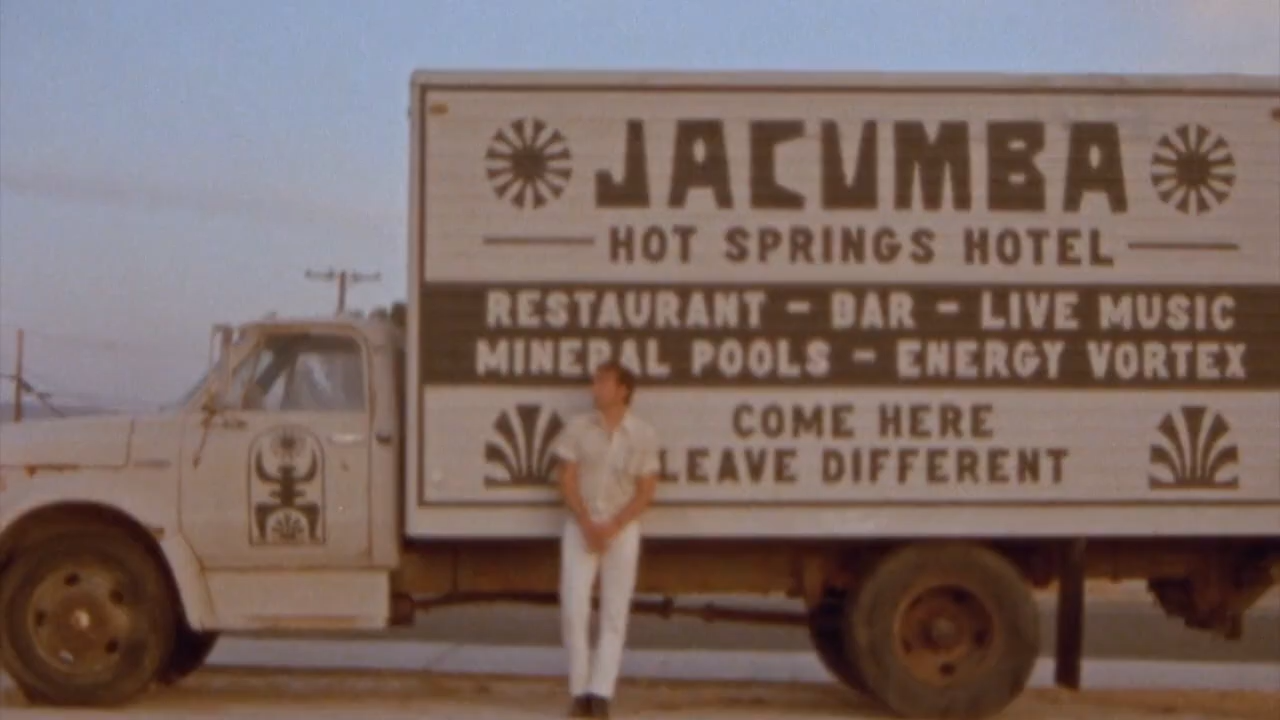 JACUMBA
HOT SPRINGS HOTEL
RESTAURANT - BAR - LIVE MUSIC
MINERAL POOLS - ENERGY VORTEX
COME HERE
LEAVE DIFFERENT